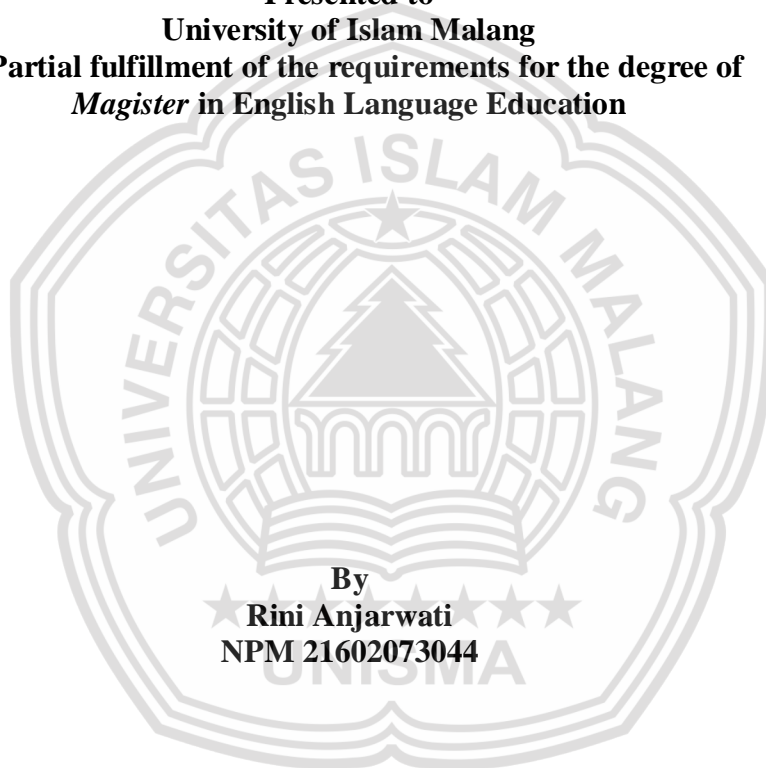 Presented to
University of Islam Malang
Partial fulfillment of the requirements for the degree of
Magister in English Language Education
UNIVERSITAS ISLAM MALANG
By
Rini Anjarwati
NPM 21602073044
UNISMA